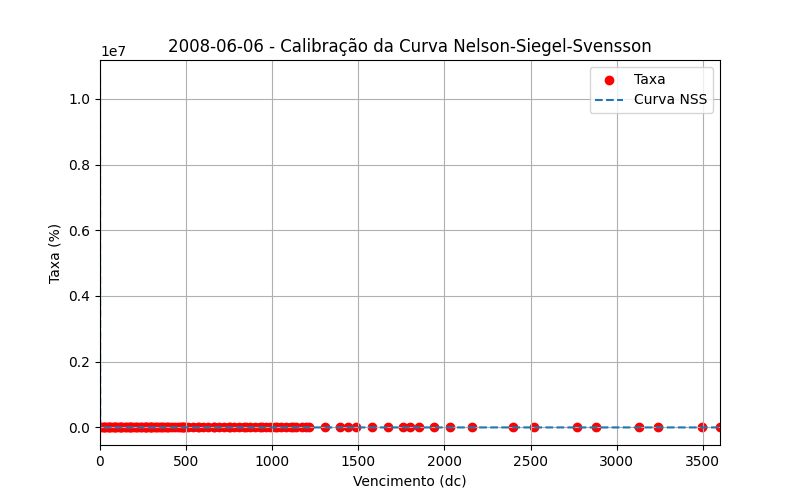 2008-06-06 - Calibração da Curva Nelson-Siegel-Svensson
1e7
Taxa
Curva NSS
1.0
0.8
0.6
0.4
0.2
0.0
Taxa (%)
0 500 1000 1500 2000 2500 3000 3500
Vencimento (dc)